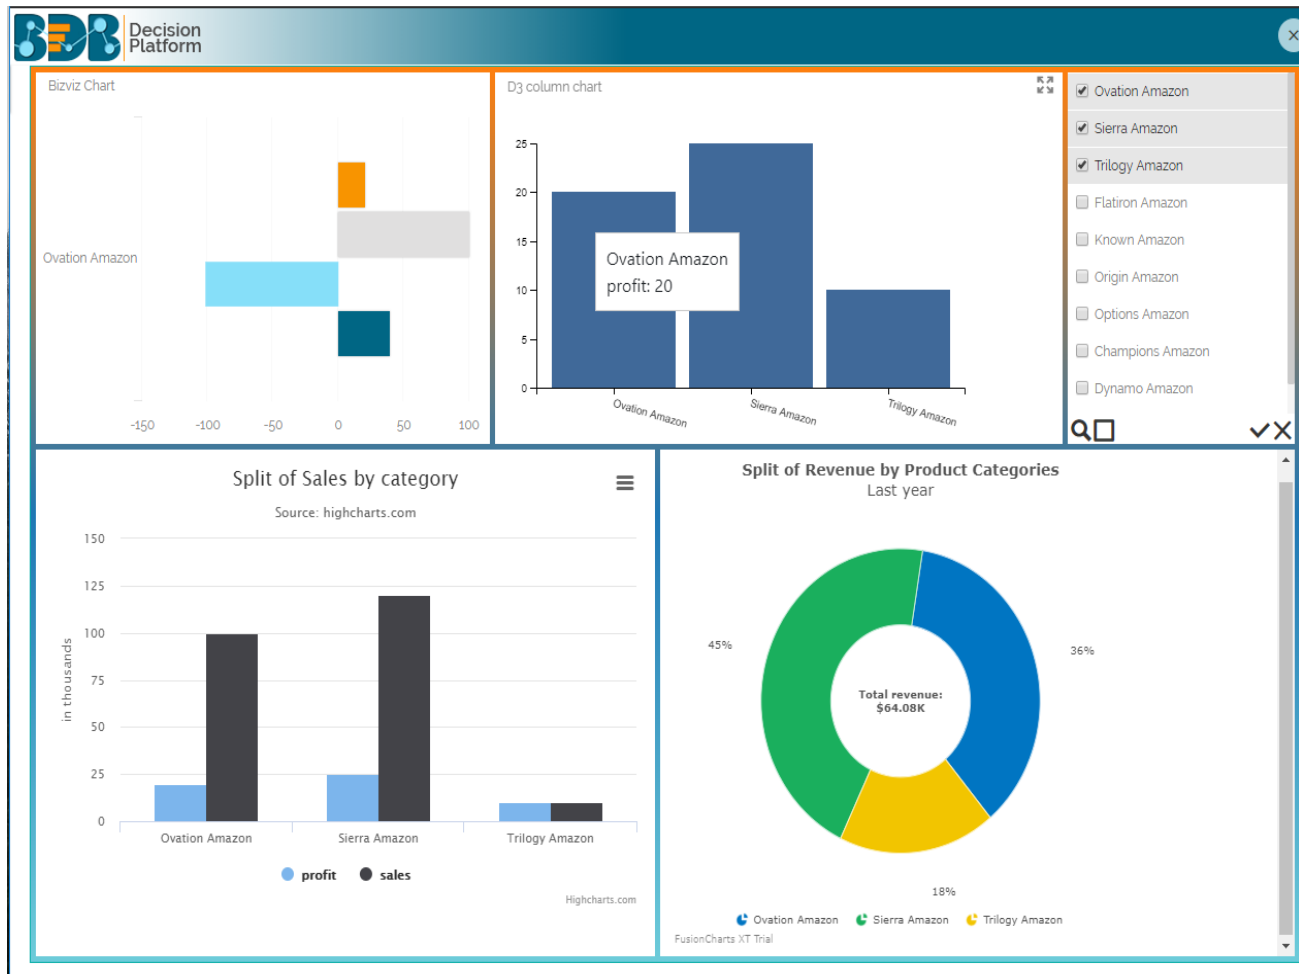 BDB
Decision
Platform
Bizviz Chart
Ovation Amazon
-150 -100 -50 0 50 100
D3 column chart
25
20
15
10
5
0
Ovation Amazon
profit: 20
Ovation Amazon Sierra Amazon Trilogy Amazon
Ovation Amazon
Sierra Amazon
Trilogy Amazon
Flatiron Amazon
Known Amazon
Origin Amazon
Options Amazon
Champions Amazon
Dynamo Amazon
Split of Sales by category
Source: highcharts.com
in thousands
150
125
100
75
50
25
0
Ovation Amazon Sierra Amazon Trilogy Amazon
profit sales
Highcharts.com
Split of Revenue by Product Categories
Last year
45%
36%
Total revenue:
$64.08K
18%
Ovation Amazon Sierra Amazon Trilogy Amazon
FusionCharts XT Trial